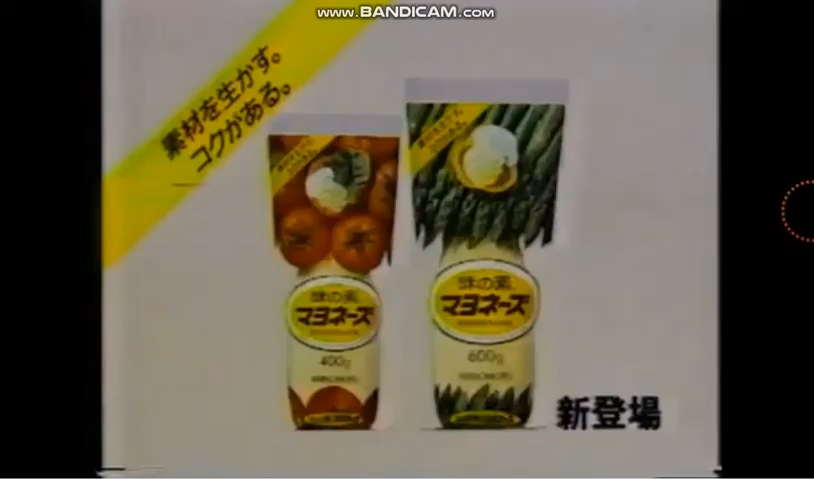 www.BANDICAM.com
素材を生かす。
コクがある。
味の素
マヨネーズ
400g
味の素
マヨネーズ
600g
新登場